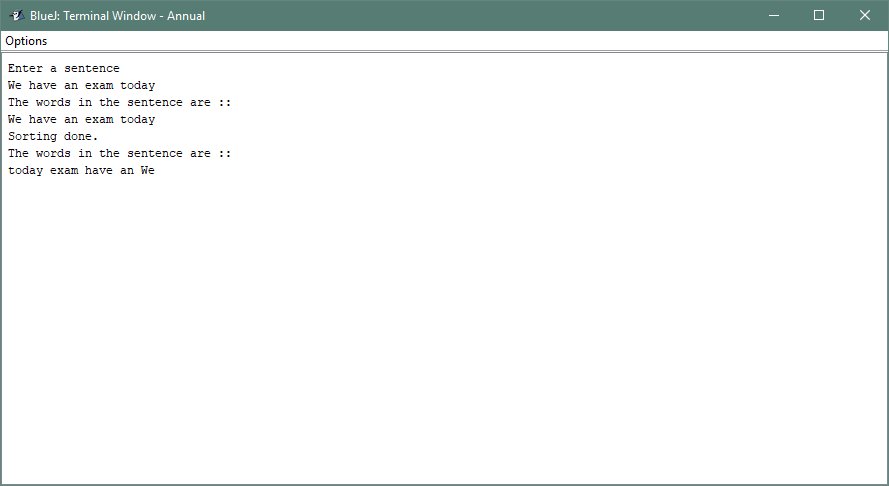 BlueJ: Terminal Window - Annual
Options
Enter a sentence
We have an exam today
The words in the sentence are ::
We have an exam today
Sorting done.
The words in the sentence are ::
today exam have an We